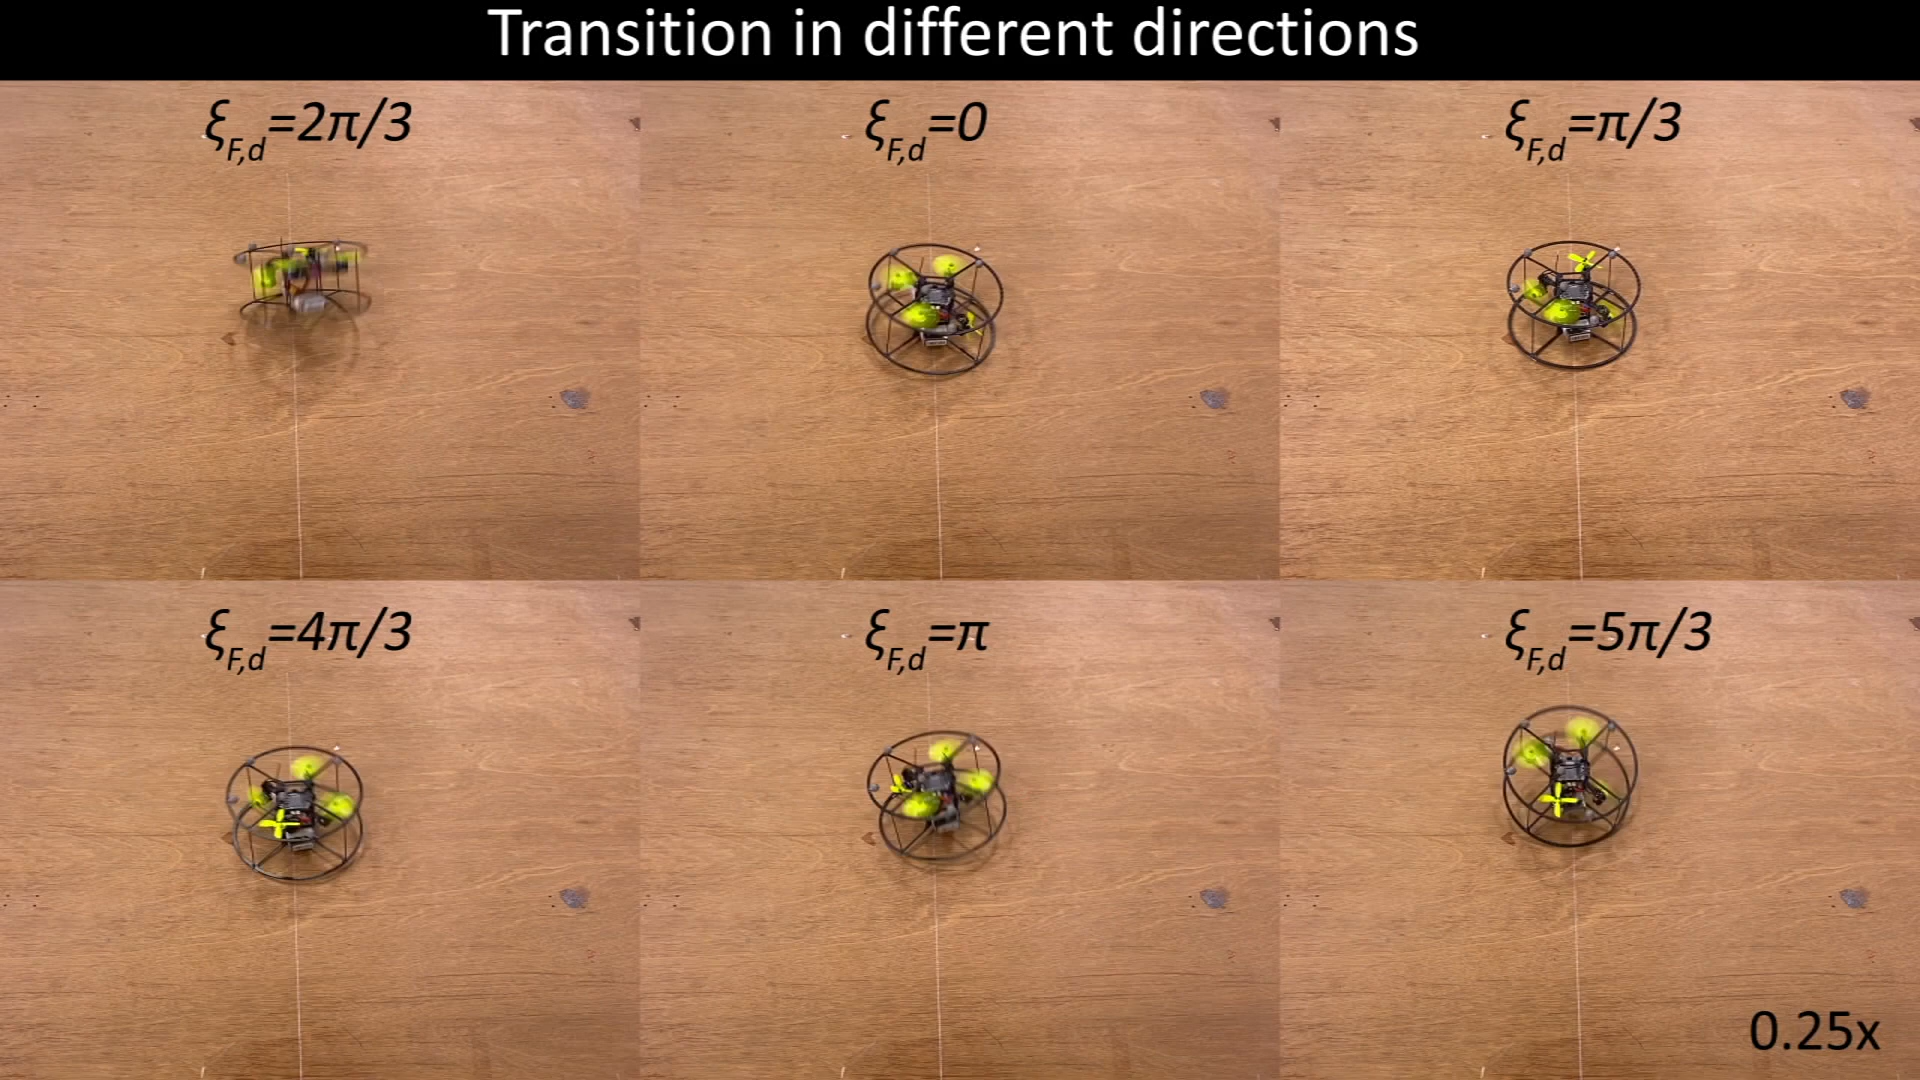 Transition in different directions
ξF,d=2π/3
ξF,d=0
ξF,d=π/3
ξF,d=4π/3
ξF,d=π
ξF,d=5π/3
0.25x